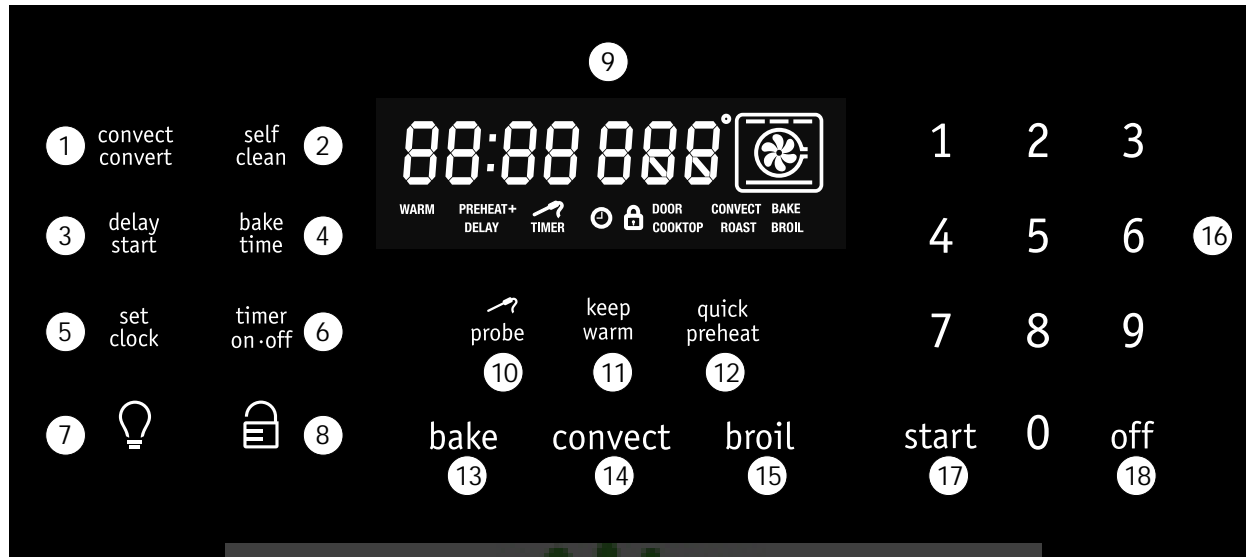 9
1 convect convert
self clean 2
3 delay start
bake time 4
5 set clock
timer on·off 6
7
8
88:88 888°
WARM PREHEAT+ DOOR CONVECT BAKE
DELAY TIMER COOKTOP ROAST BROIL
probe
10
keep warm
11
quick preheat
12
bake
13
convect
14
broil
15
1 2 3
4 5 6 16
7 8 9
start 0 off
17 18